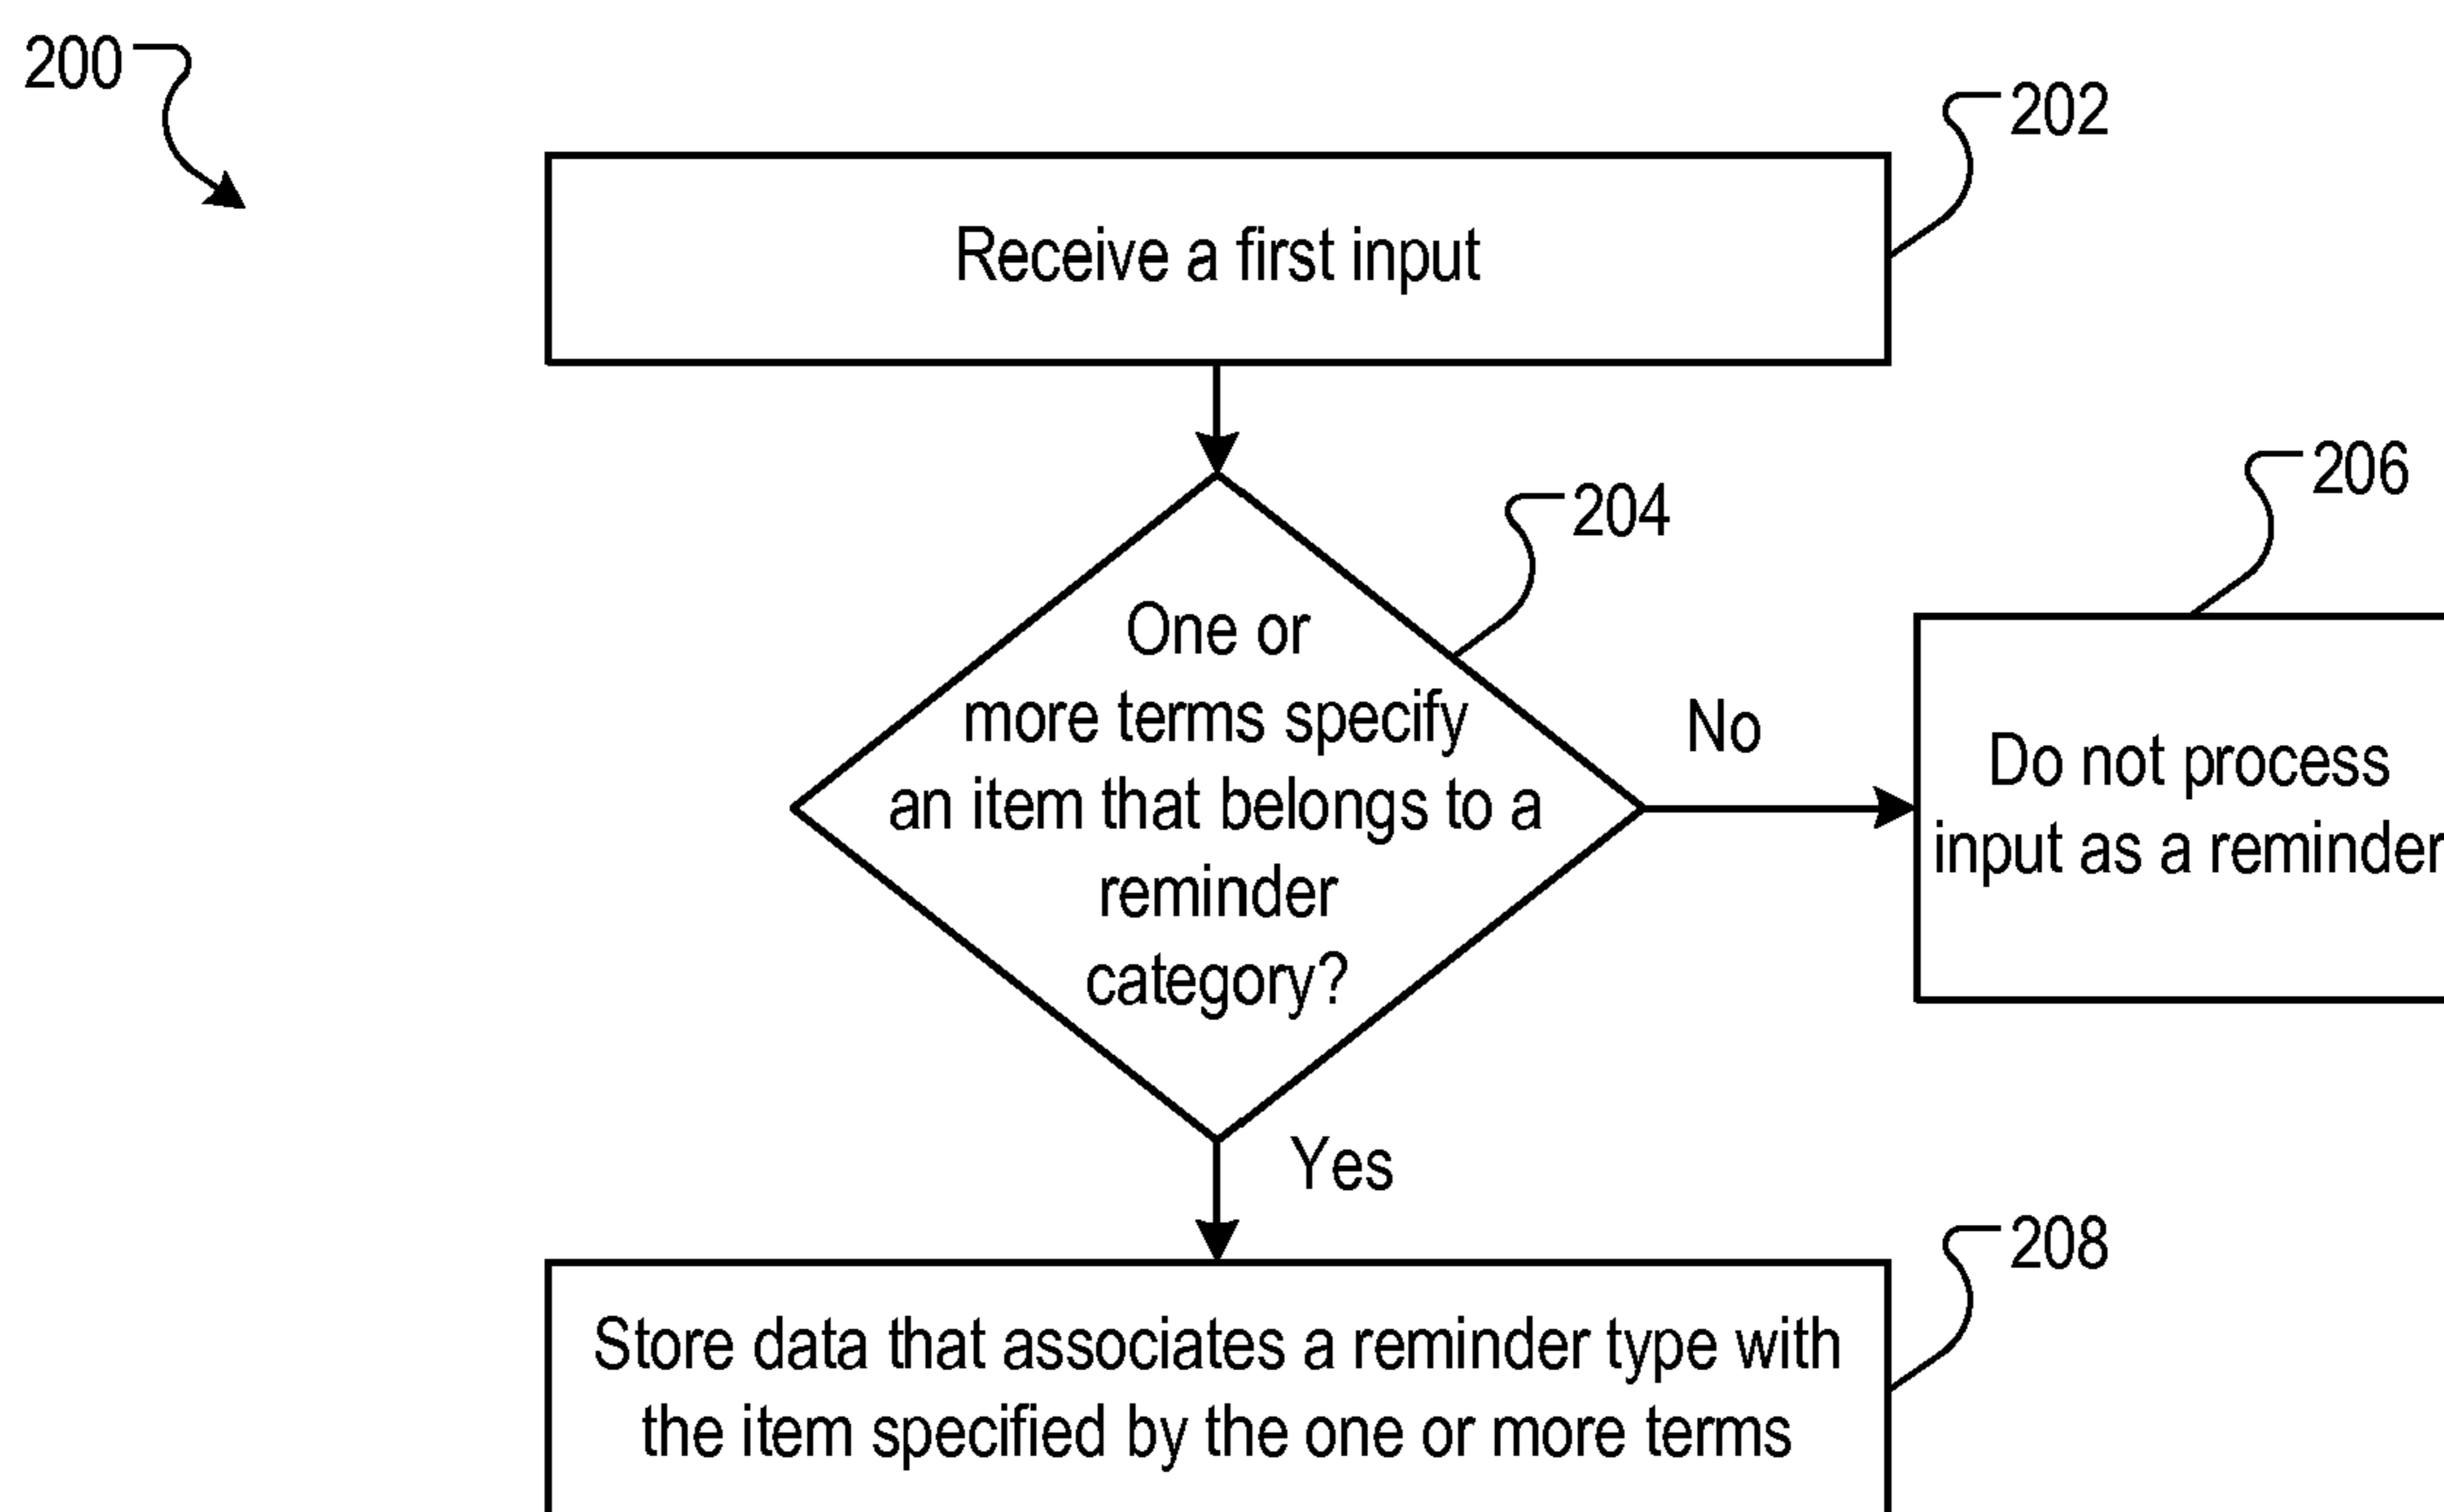 200
202
Receive a first input
204
206
One or
more terms specify
an item that belongs to a
reminder
category?
No
Do not process
input as a reminder
Yes
208
Store data that associates a reminder type with
the item specified by the one or more terms